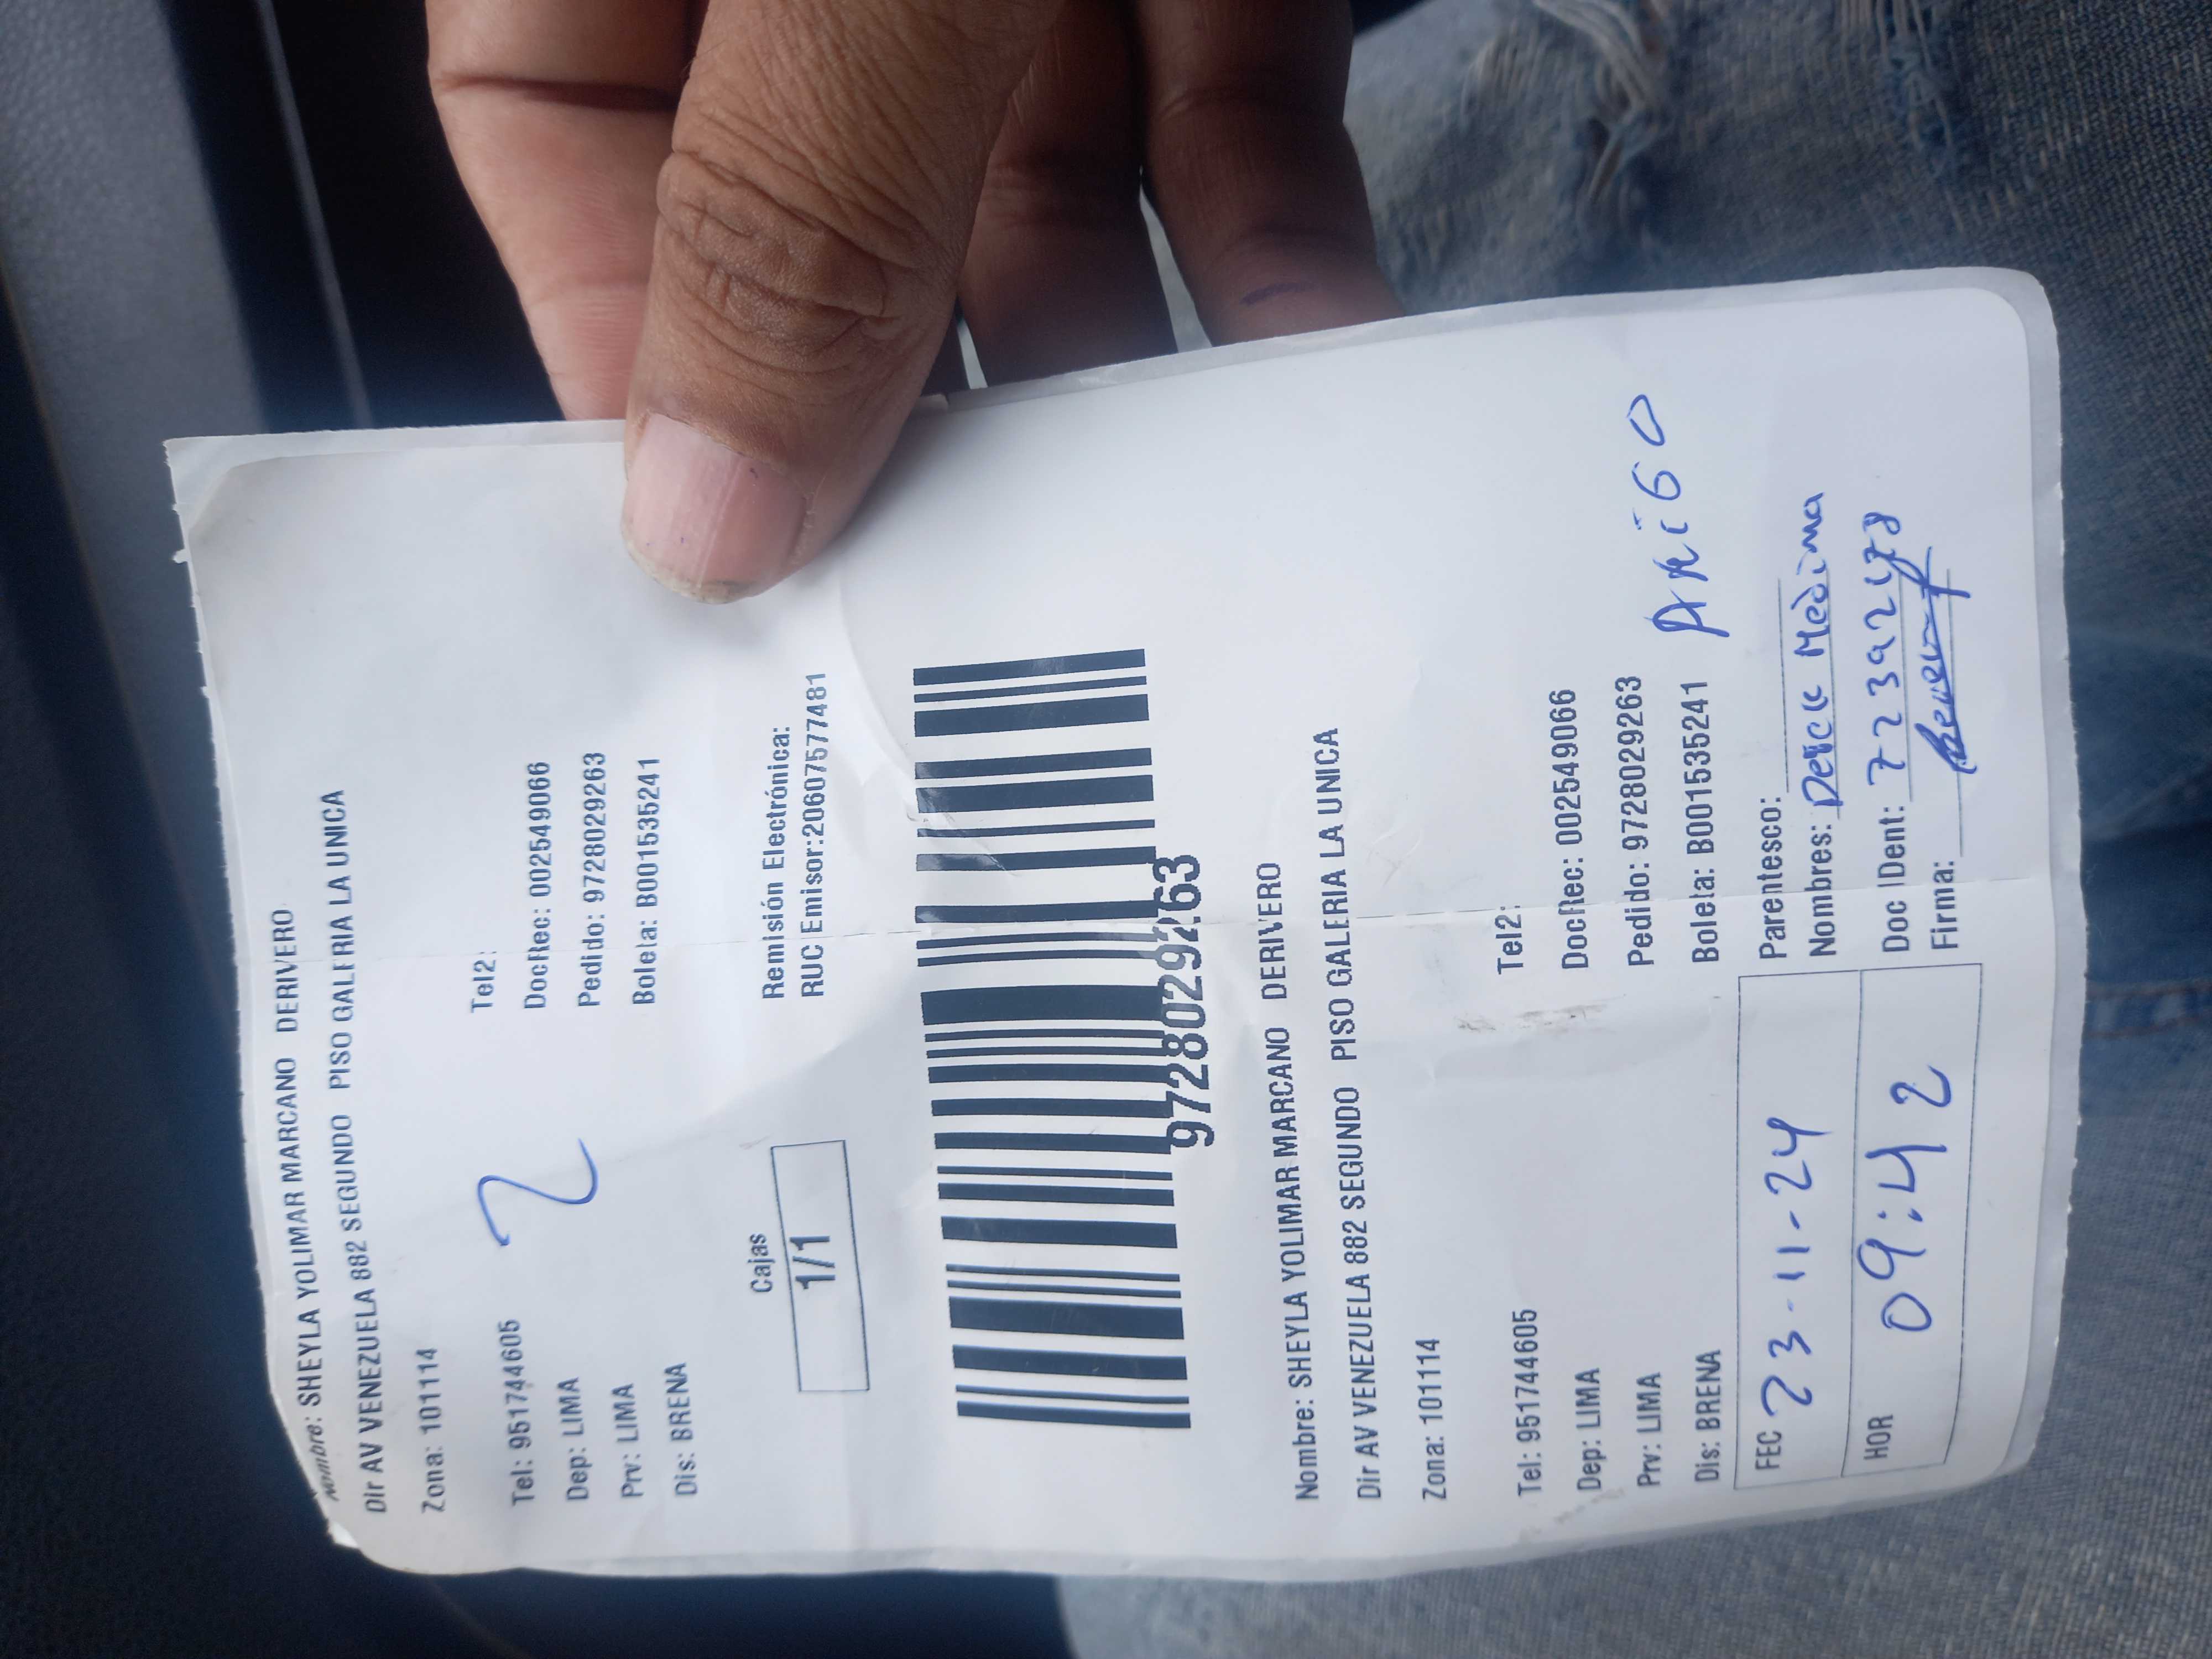 Nombre: SHEYLA YOLIMAR MARCANO DERIVERO
Dir AV VENEZUELA 882 SEGUNDO PISO GALERIA LA UNICA
Zona: 101114
Tel: 951744605 Tel2:
Dep: LIMA DocRec: 002549066
Prv: LIMA Pedido: 97280292​63
Dis: BRENA Boleta: B001535241
2
Cajas
1/1
Remisión Electrónica:
RUC Emisor:20607577481
9728029263
Nombre: SHEYLA YOLIMAR MARCANO DERIVERO
Dir AV VENEZUELA 882 SEGUNDO PISO GALERIA LA UNICA
Zona: 101114
Tel: 951744605 Tel2:
Dep: LIMA DocRec: 002549066
Prv: LIMA Pedido: 9728029263
Dis: BRENA Boleta: B001535241
FEC 23-11-24
HOR 09:42
Parentesco:
Nombres: Medina
Doc IDent:
Firma: